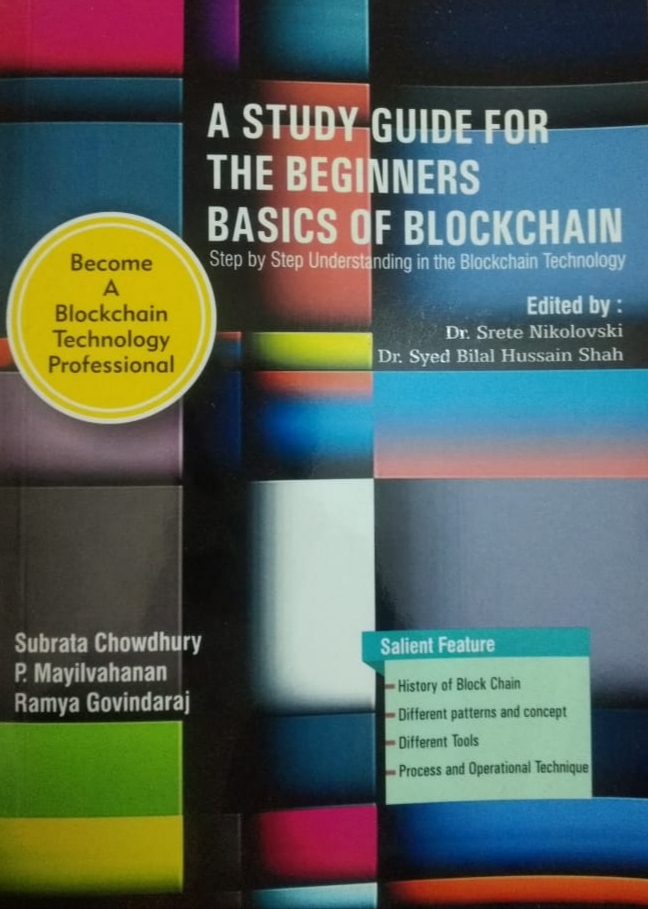 A STUDY GUIDE FOR
THE BEGINNERS
BASICS OF BLOCKCHAIN
Step by Step Understanding in the Blockchain Technology
Become
A
Blockchain
Technology
Professional
Edited by :
Dr. Srete Nikolovski
Dr. Syed Bilal Hussain Shah
Subrata Chowdhury
P. Mayilvahanan
Ramya Govindaraj
Salient Feature
History of Block Chain
Different patterns and concept
Different Tools
Process and Operational Technique